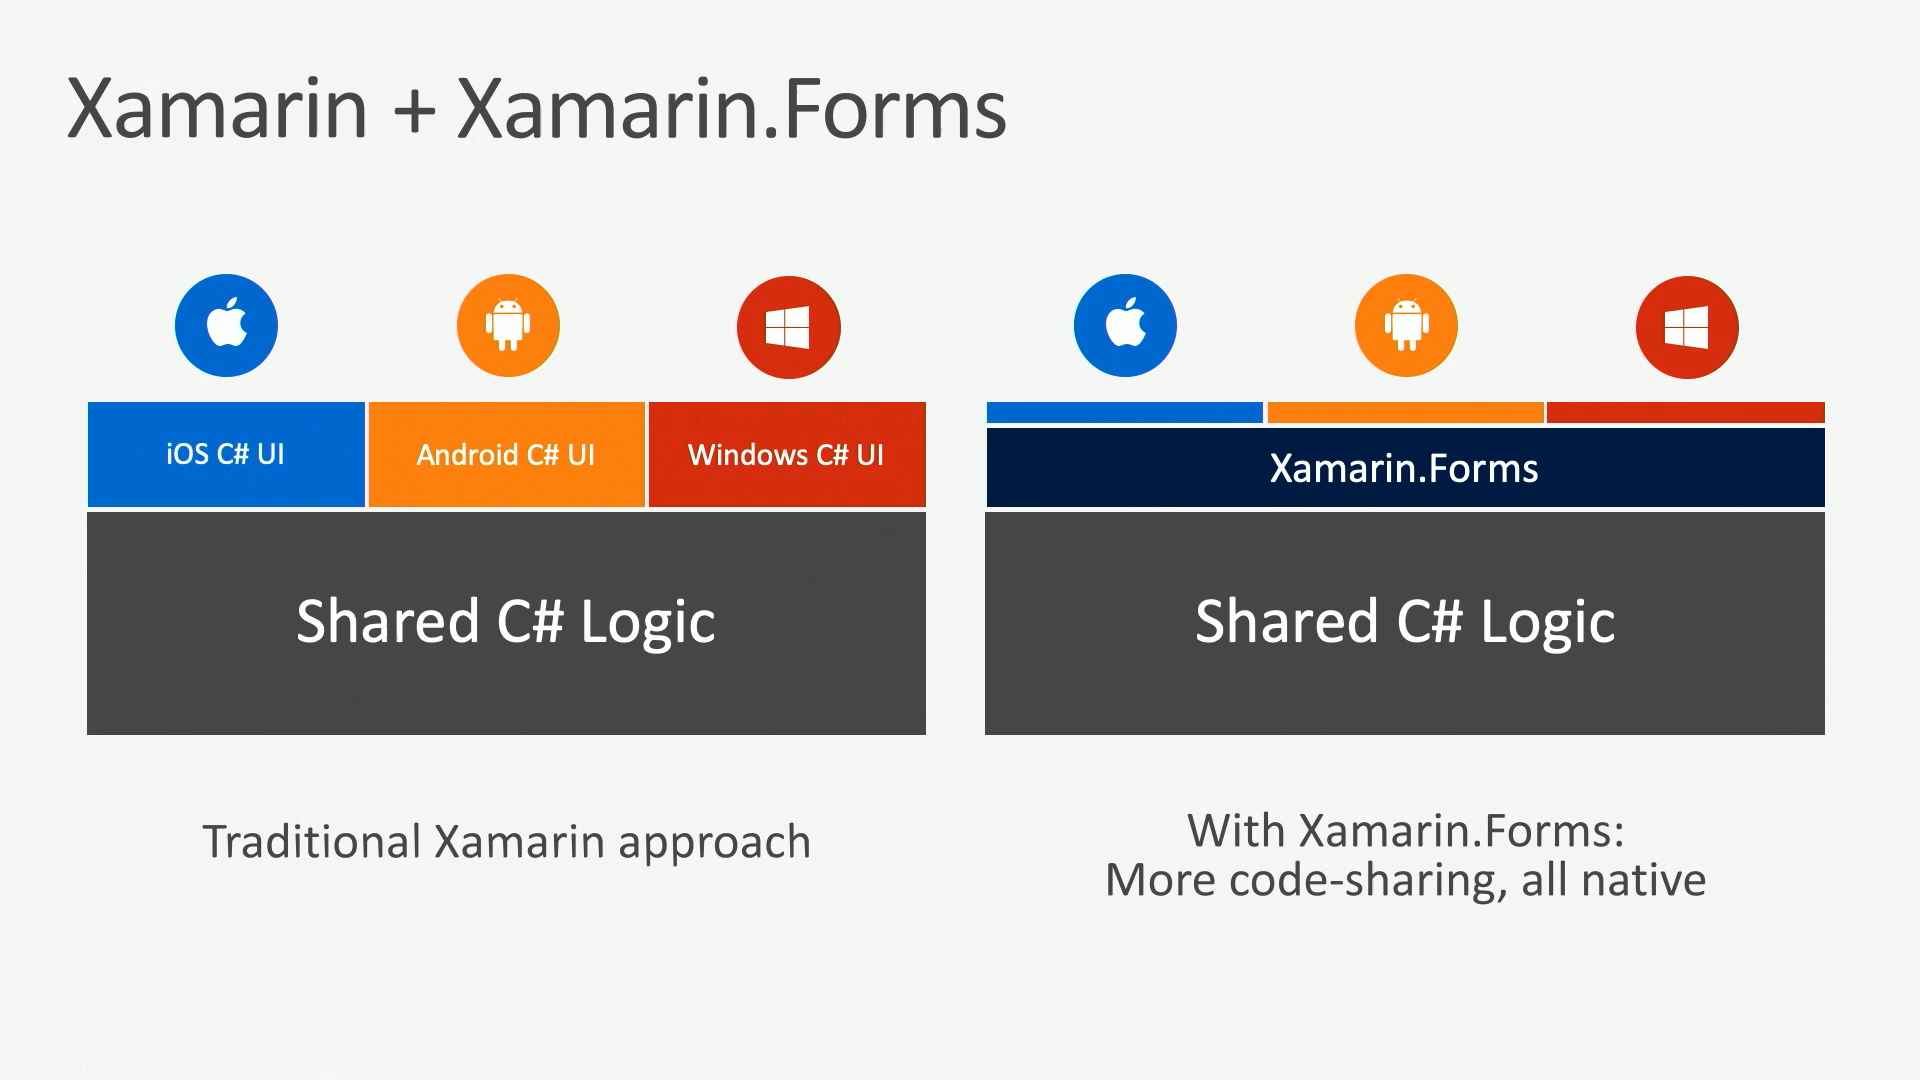 Xamarin + Xamarin.Forms
iOS C# UI
Android C# UI
Windows C# UI
Shared C# Logic
Traditional Xamarin approach
Xamarin.Forms
Shared C# Logic
With Xamarin.Forms:
More code-sharing, all native